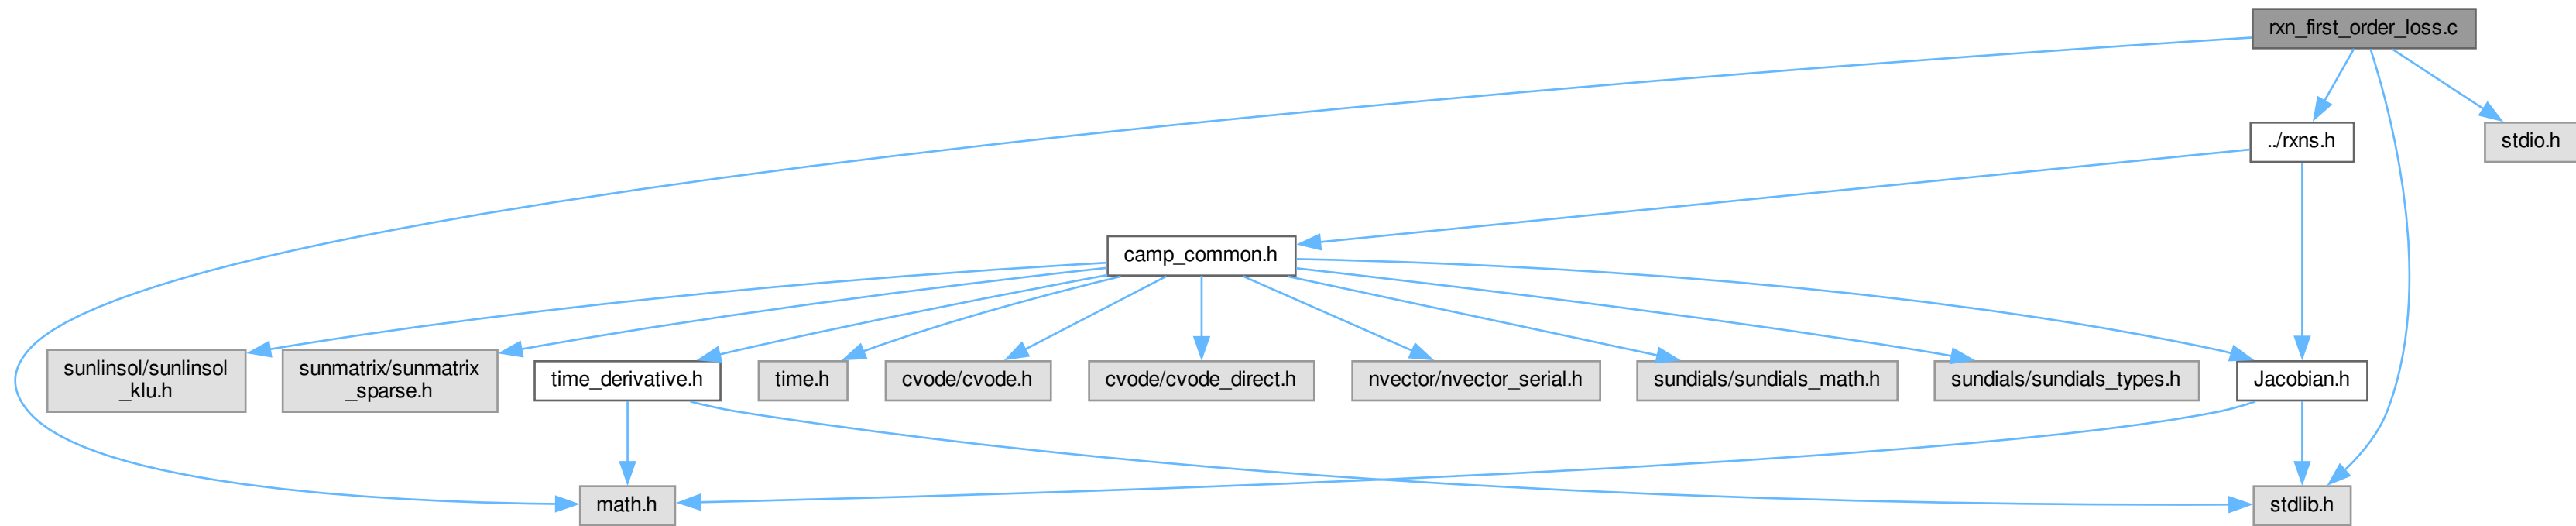 rxn_first_order_loss.c
../rxns.h
stdio.h
camp_common.h
sunlinsol/sunlinsol
_klu.h
sunmatrix/sunmatrix
_sparse.h
time_derivative.h
time.h
cvode/cvode.h
cvode/cvode_direct.h
nvector/nvector_serial.h
sundials/sundials_math.h
sundials/sundials_types.h
Jacobian.h
math.h
stdlib.h